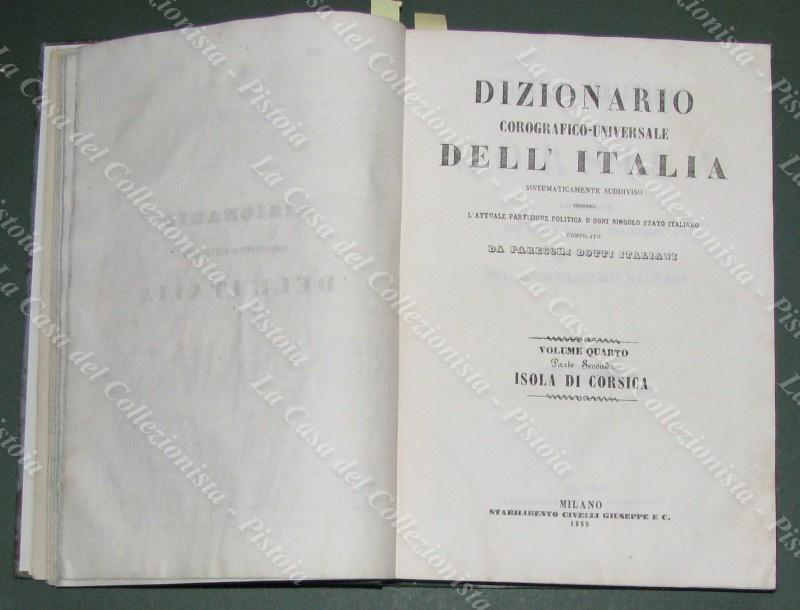 DIZIONARIO
COROGRAFICO-UNIVERSALE
DELL' ITALIA
SISTEMATICAMENTE SUDDIVISO
SECONDO
L'ATTUALE PARTIZIONE POLITICA D'OGNI SINGOLO STATO ITALIANO
COMPILATO
DA PARECCHI DOTTI ITALIANI
VOLUME QUARTO
Parte Seconda
ISOLA DI CORSICA
MILANO
STABILIMENTO CIVELLI GIUSEPPE E C.
1855
La Casa del Collezionista - Pistoia